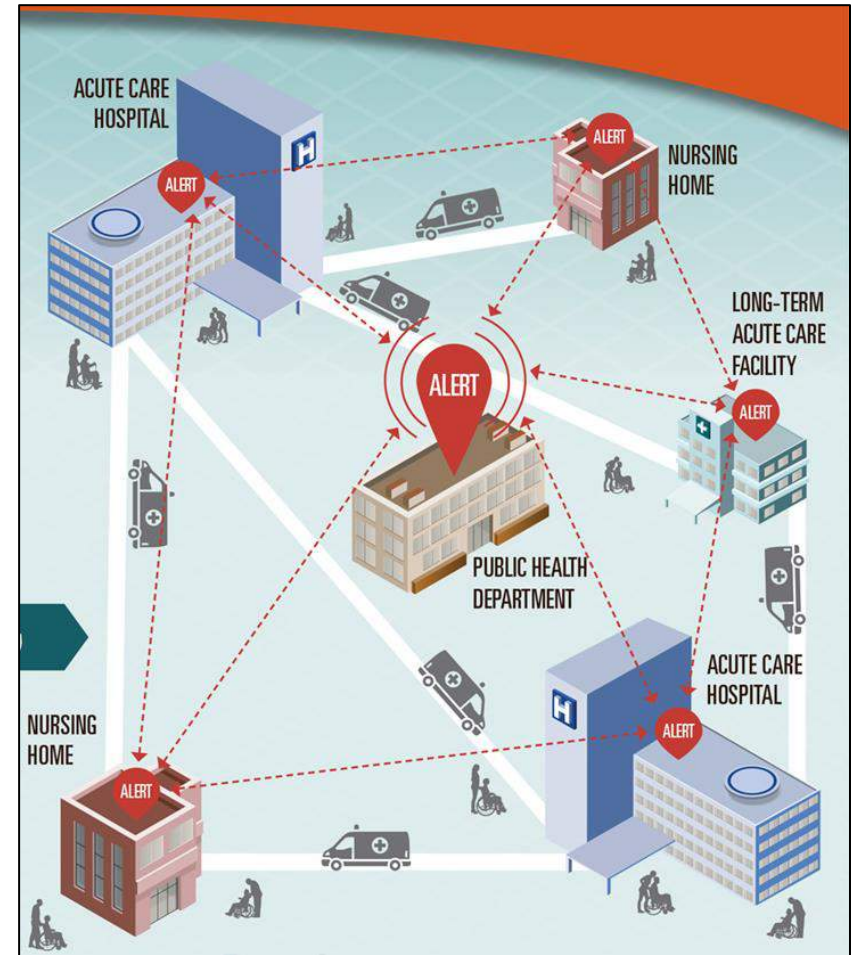 ACUTE CARE
HOSPITAL
H
ALERT
ALERT
NURSING
HOME
LONG-TERM
ACUTE CARE
FACILITY
ALERT
ALERT
PUBLIC HEALTH
DEPARTMENT
ACUTE CARE
HOSPITAL
H
ALERT
NURSING
HOME
ALERT